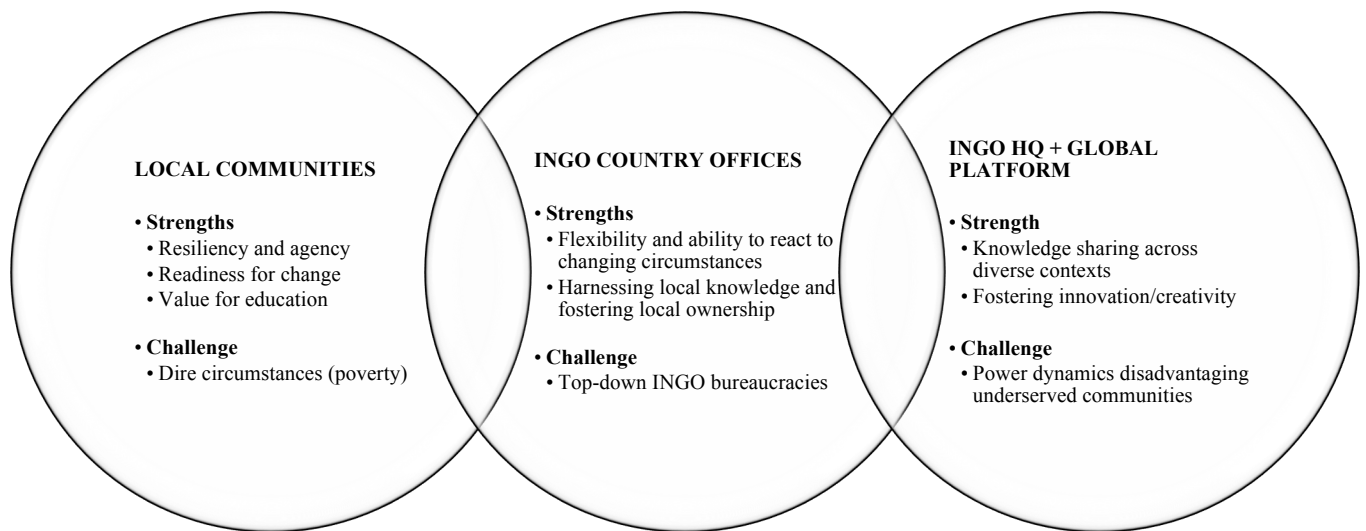 LOCAL COMMUNITIES
• Strengths
• Resiliency and agency
• Readiness for change
• Value for education
• Challenge
• Dire circumstances (poverty)
INGO COUNTRY OFFICES
• Strengths
• Flexibility and ability to react to
changing circumstances
• Harnessing local knowledge and
fostering local ownership
• Challenge
• Top-down INGO bureaucracies
INGO HQ + GLOBAL
PLATFORM
• Strength
• Knowledge sharing across
diverse contexts
• Fostering innovation/creativity
• Challenge
• Power dynamics disadvantaging
underserved communities